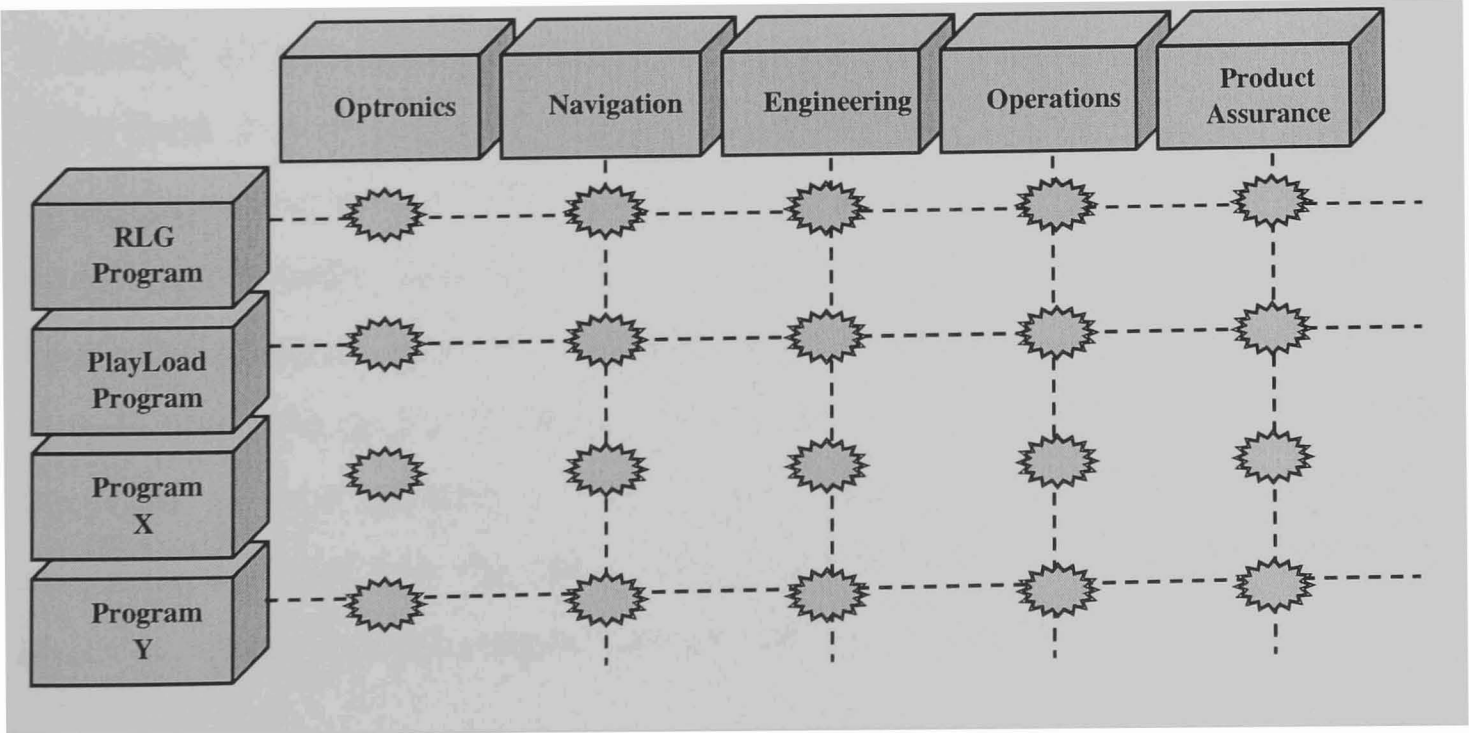 Optronics
Navigation
Engineering
Operations
Product
Assurance
RLG
Program
PlayLoad
Program
Program
X
Program
Y